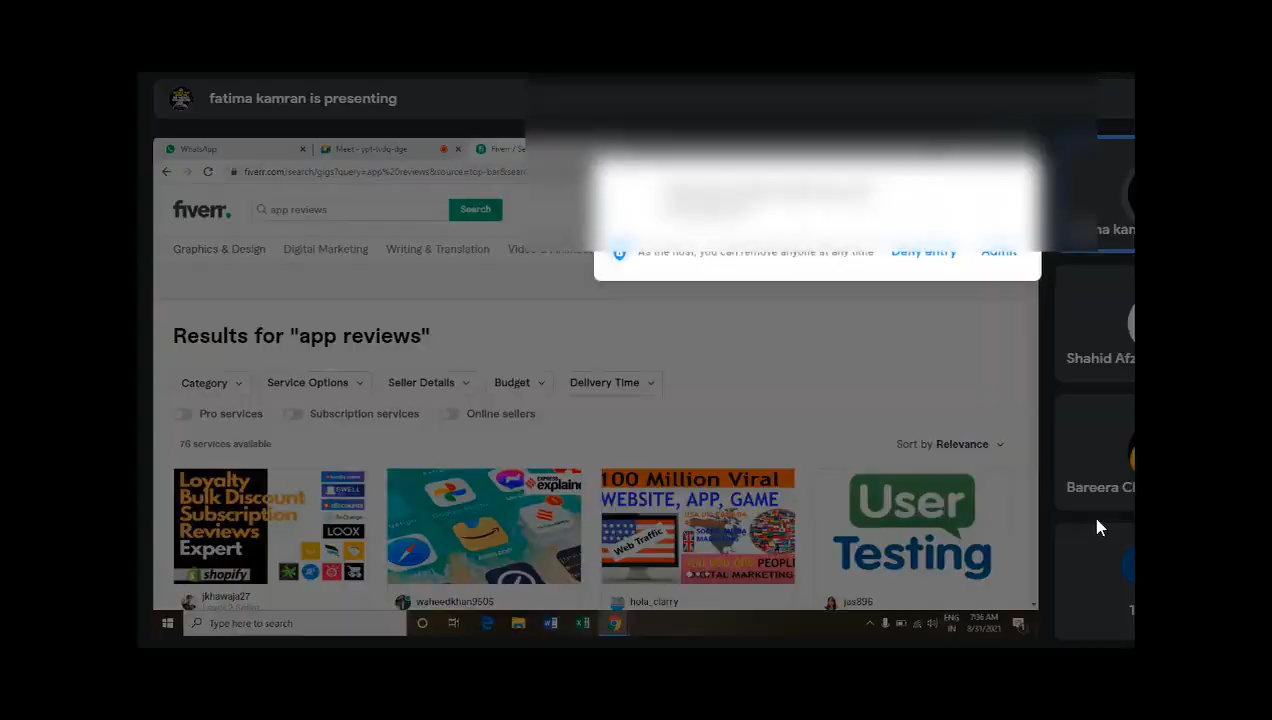 fatima kamran is presenting
WhatsApp
Meet - ypt-ivdq-dge
Fiverr / Se
fiverr.com/search/gigs?query=app%20reviews&source=top-bar&sear
fiverr.
app reviews
Search
Graphics & Design
Digital Marketing
Writing & Translation
As the host, you can remove anyone at any time
Deny entry
Admit
Results for "app reviews"
Category
Service Options
Seller Details
Budget
Delivery Time
Pro services
Subscription services
Online sellers
76 services available
Sort by Relevance
Loyalty
Bulk Discount
Subscription
Reviews
Expert
shopify
LOOX
explain
100 Million Viral
WEBSITE, APP, GAME
Web Traffic
DIGITAL MARKETING
User
Testing
jkhawaja27
Level 2 Seller
waheedkhan9505
hola_clarry
jas896
Shahid Afz
Bareera Ch
Type here to search
ENG
IN
7:36 AM
8/31/2021